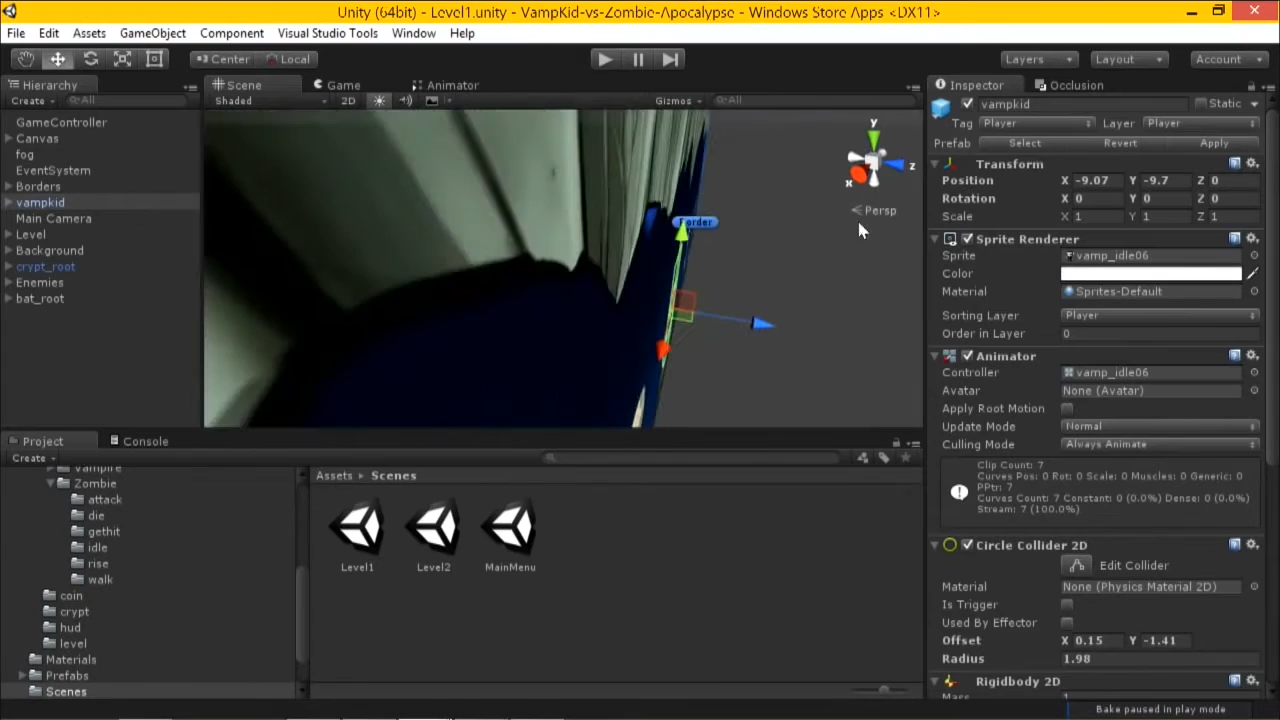 Unity (64bit) - Level1.unity - VampKid-vs-Zombie-Apocalypse - Windows Store Apps <DX11>
File Edit Assets GameObject Component Visual Studio Tools Window Help
Center Local Layers Layout Account
Hierarchy
Create All
GameController
Canvas
fog
EventSystem
Borders
vampkid
Main Camera
Level
Background
crypt_root
Enemies
bat_root
Scene Game Animator
Shaded 2D Gizmos All
y
z
x
Persp
Border
Inspector Occlusion
vampkid Static
Tag Player Layer Player
Prefab Select Revert Apply
Transform
Position X -9.07 Y -9.7 Z 0
Rotation X 0 Y 0 Z 0
Scale X 1 Y 1 Z 1
Sprite Renderer
Sprite vamp_idle06
Color
Material Sprites-Default
Sorting Layer Player
Order in Layer 0
Animator
Controller vamp_idle06
Avatar None (Avatar)
Apply Root Motion
Update Mode Normal
Culling Mode Always Animate
Clip Count: 7
Curves Pos: 0 Rot: 0 Scale: 0 Muscles: 0 Generic: 0
PPtr: 7
Curves Count: 7 Constant: 0 (0.0%) Dense: 0 (0.0%)
Stream: 7 (100.0%)
Circle Collider 2D
Edit Collider
Material None (Physics Material 2D)
Is Trigger
Used By Effector
Offset X 0.15 Y -1.41
Radius 1.98
Rigidbody 2D
Mass 1
Bake paused in play mode
Project Console
Create
Vampire
Zombie
attack
die
gethit
idle
rise
walk
coin
crypt
hud
level
Materials
Prefabs
Scenes
Assets Scenes
Level1 Level2 MainMenu